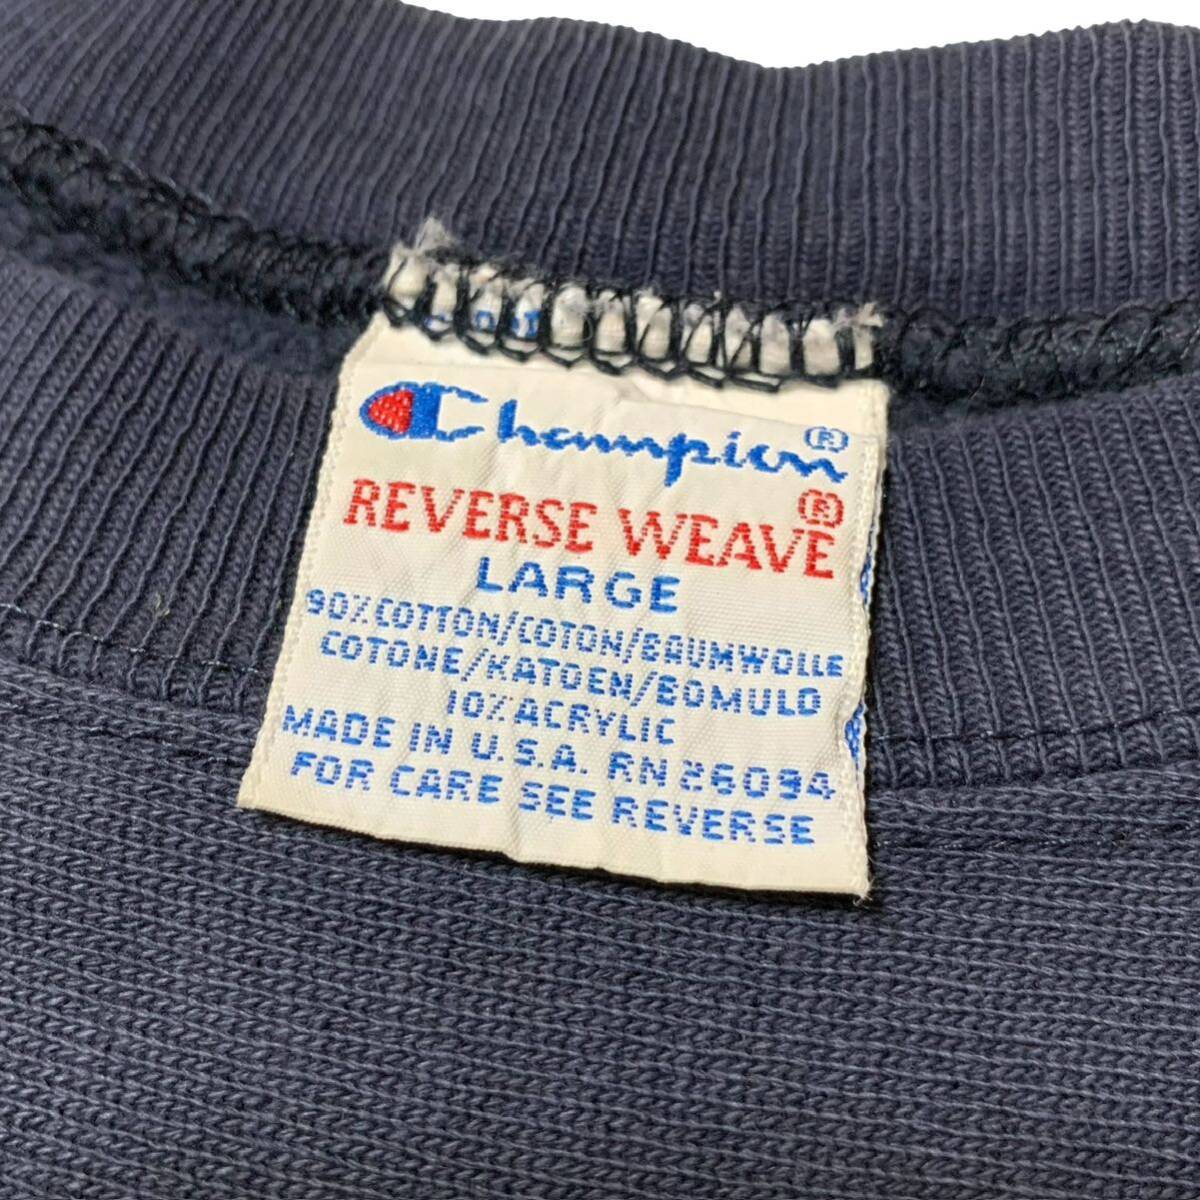 Champion®
REVERSE WEAVE®
LARGE
90% COTTON/COTON/BAUMWOLLE
COTONE/KATOEN/BOMULD
10% ACRYLIC
MADE IN U.S.A. RN 26094
FOR CARE SEE REVERSE